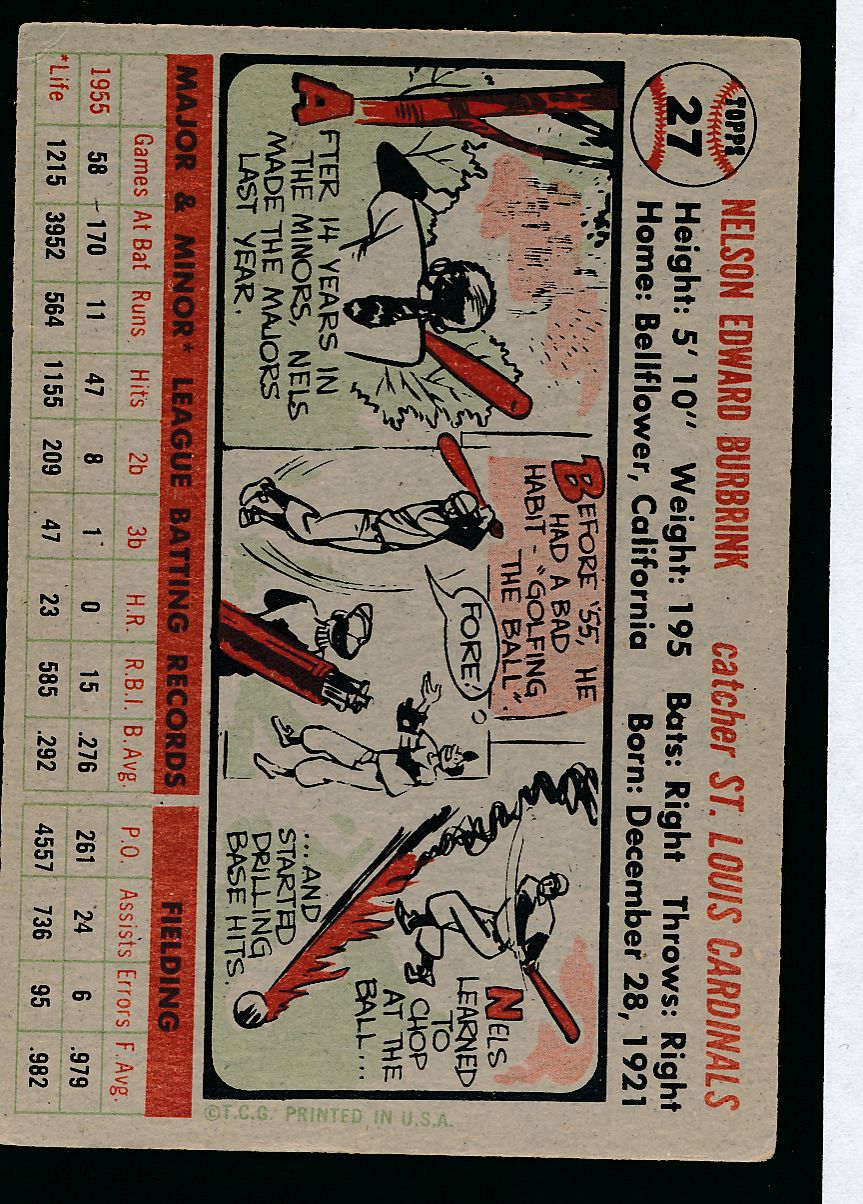 TOPPS
27
NELSON EDWARD BURBRINK catcher ST. LOUIS CARDINALS
Height: 5' 10" Weight: 195 Bats: Right Throws: Right
Home: Bellflower, California Born: December 28, 1921
AFTER 14 YEARS IN
THE MINORS, NELS
MADE THE MAJORS
LAST YEAR.
BEFORE '55, HE
HAD A BAD
HABIT - "GOLFING
THE BALL".
FORE!
NELS
LEARNED
TO
CHOP
AT THE
BALL...
...AND
STARTED
DRILLING
BASE HITS.
©T.C.G. PRINTED IN U.S.A.
MAJOR & MINOR* LEAGUE BATTING RECORDS FIELDING
Games At Bat Runs Hits 2b 3b H.R. R.B.I. B.Avg. P.O. Assists Errors F.Avg.
1955 58 170 11 47 8 1 0 15 .276 261 24 6 .979
*Life 1215 3952 564 1155 209 47 23 585 .292 4557 736 95 .982